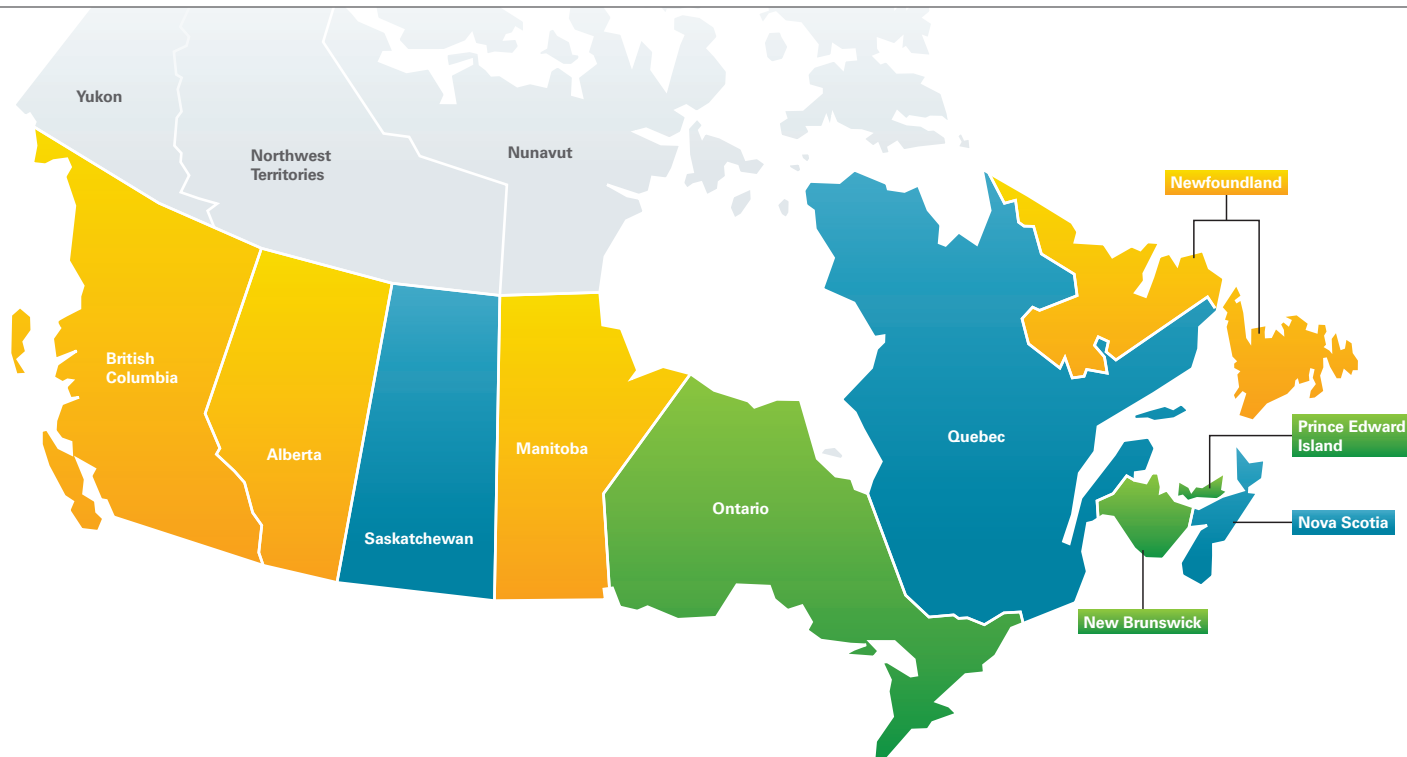 Yukon
Northwest
Territories
Nunavut
Newfoundland
British
Columbia
Alberta
Saskatchewan
Manitoba
Ontario
Quebec
Prince Edward
Island
Nova Scotia
New Brunswick